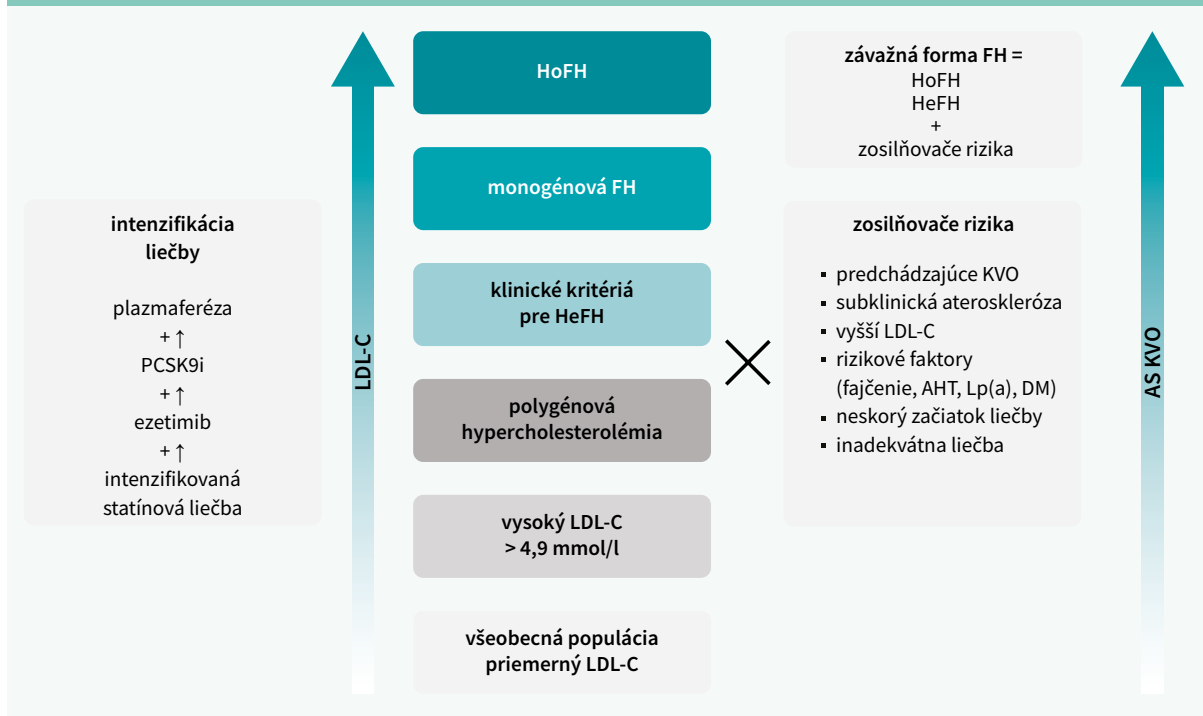 intenzifikácia
liečby
plazmaferéza
+ ↑
PCSK9i
+ ↑
ezetimib
+ ↑
intenzifikovaná
statínová liečba
LDL-C
HoFH
monogénová FH
klinické kritériá
pre HeFH
polygénová
hypercholesterolémia
vysoký LDL-C
> 4,9 mmol/l
všeobecná populácia
priemerný LDL-C
závažná forma FH =
HoFH
HeFH
+
zosilňovače rizika
zosilňovače rizika
▪ predchádzajúce KVO
▪ subklinická ateroskleróza
▪ vyšší LDL-C
▪ rizikové faktory
(fajčenie, AHT, Lp(a), DM)
▪ neskorý začiatok liečby
▪ inadekvátna liečba
AS KVO